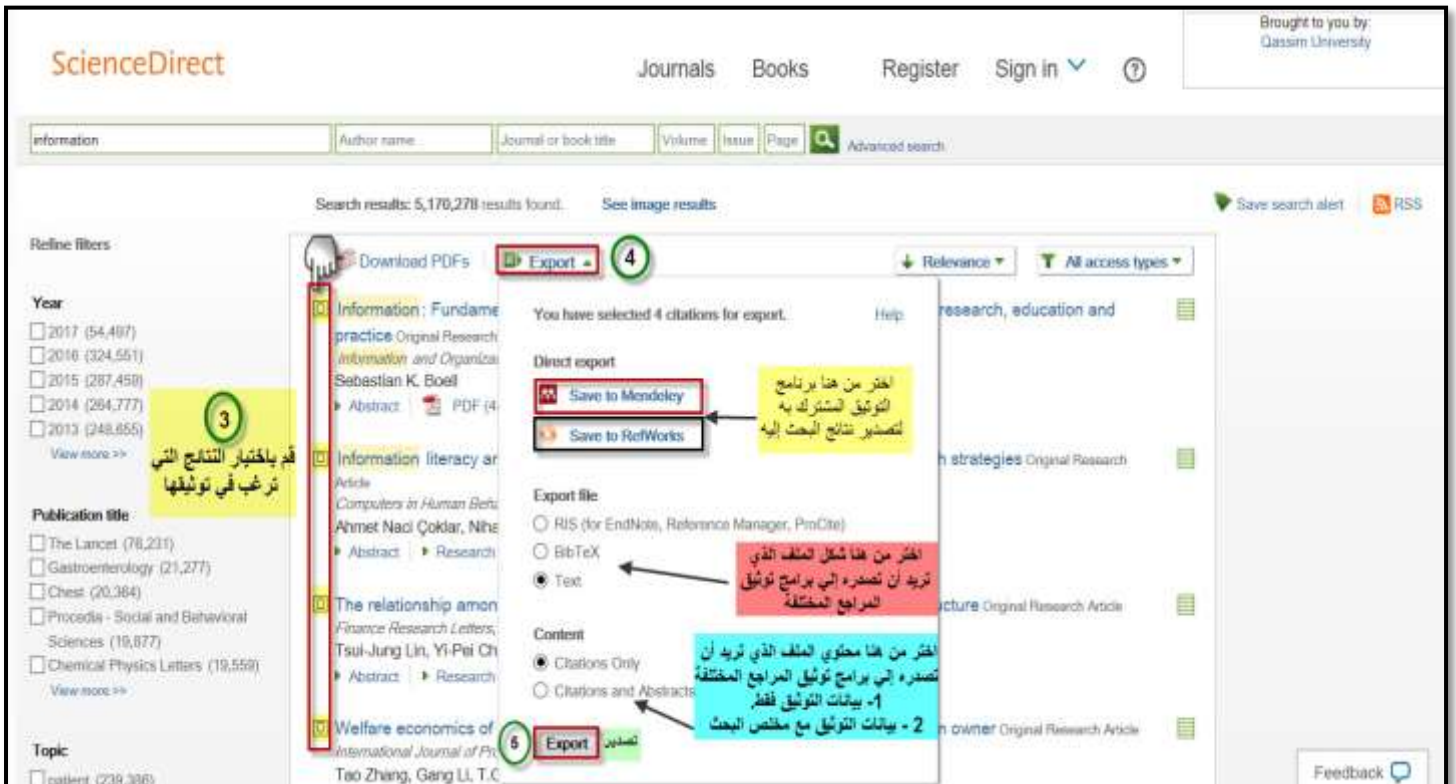 Brought to you by:
Qassim University
ScienceDirect
Journals Books Register Sign in ?
information
Author name...
Journal or book title
Volume
Issue
Page
Advanced search
Search results: 5,170,278 results found. See image results
Save search alert
RSS
Refine filters
Download PDFs
Export
4
Relevance
All access types
Year
2017 (54,497)
2016 (324,551)
2015 (287,459)
2014 (264,777)
2013 (248,655)
View more >>
Publication title
The Lancet (76,231)
Gastroenterology (21,277)
Chest (20,384)
Procedia - Social and Behavioral
Sciences (19,877)
Chemical Physics Letters (19,559)
View more >>
Topic
patient (239,386)
3
قم باختيار النتائج التي
ترغب في توثيقها
Information : Fundame
research, education and
practice Original Research
Information and Organizat
Sebastian K. Boell
Abstract PDF (4
Information literacy ar
h strategies Original Research
Article
Computers in Human Beha
Ahmet Naci Çoklar, Niha
Abstract Research
The relationship amon
ucture Original Research Article
Finance Research Letters,
Tsui-Jung Lin, Yi-Pei Ch
Abstract Research
Welfare economics of
n owner Original Research Article
International Journal of Pro
Tao Zhang, Gang Li, T.C
You have selected 4 citations for export. Help
Direct export
Save to Mendeley
Save to RefWorks
اختر من هنا برنامج
التوثيق المشترك به
لتصدير نتائج البحث إليه
Export file
RIS (for EndNote, Reference Manager, ProCite)
BibTeX
Text
اختر من هنا شكل الملف الذي
تريد أن تصدره إلي برامج توثيق
المراجع المختلفة
Content
Citations Only
Citations and Abstracts
اختر من هنا محتوي الملف الذي تريد أن
تصدره إلي برامج توثيق المراجع المختلفة
1- بيانات التوثيق فقط.
2 - بيانات التوثيق مع مختص البحث
5
Export
تصدير
Feedback